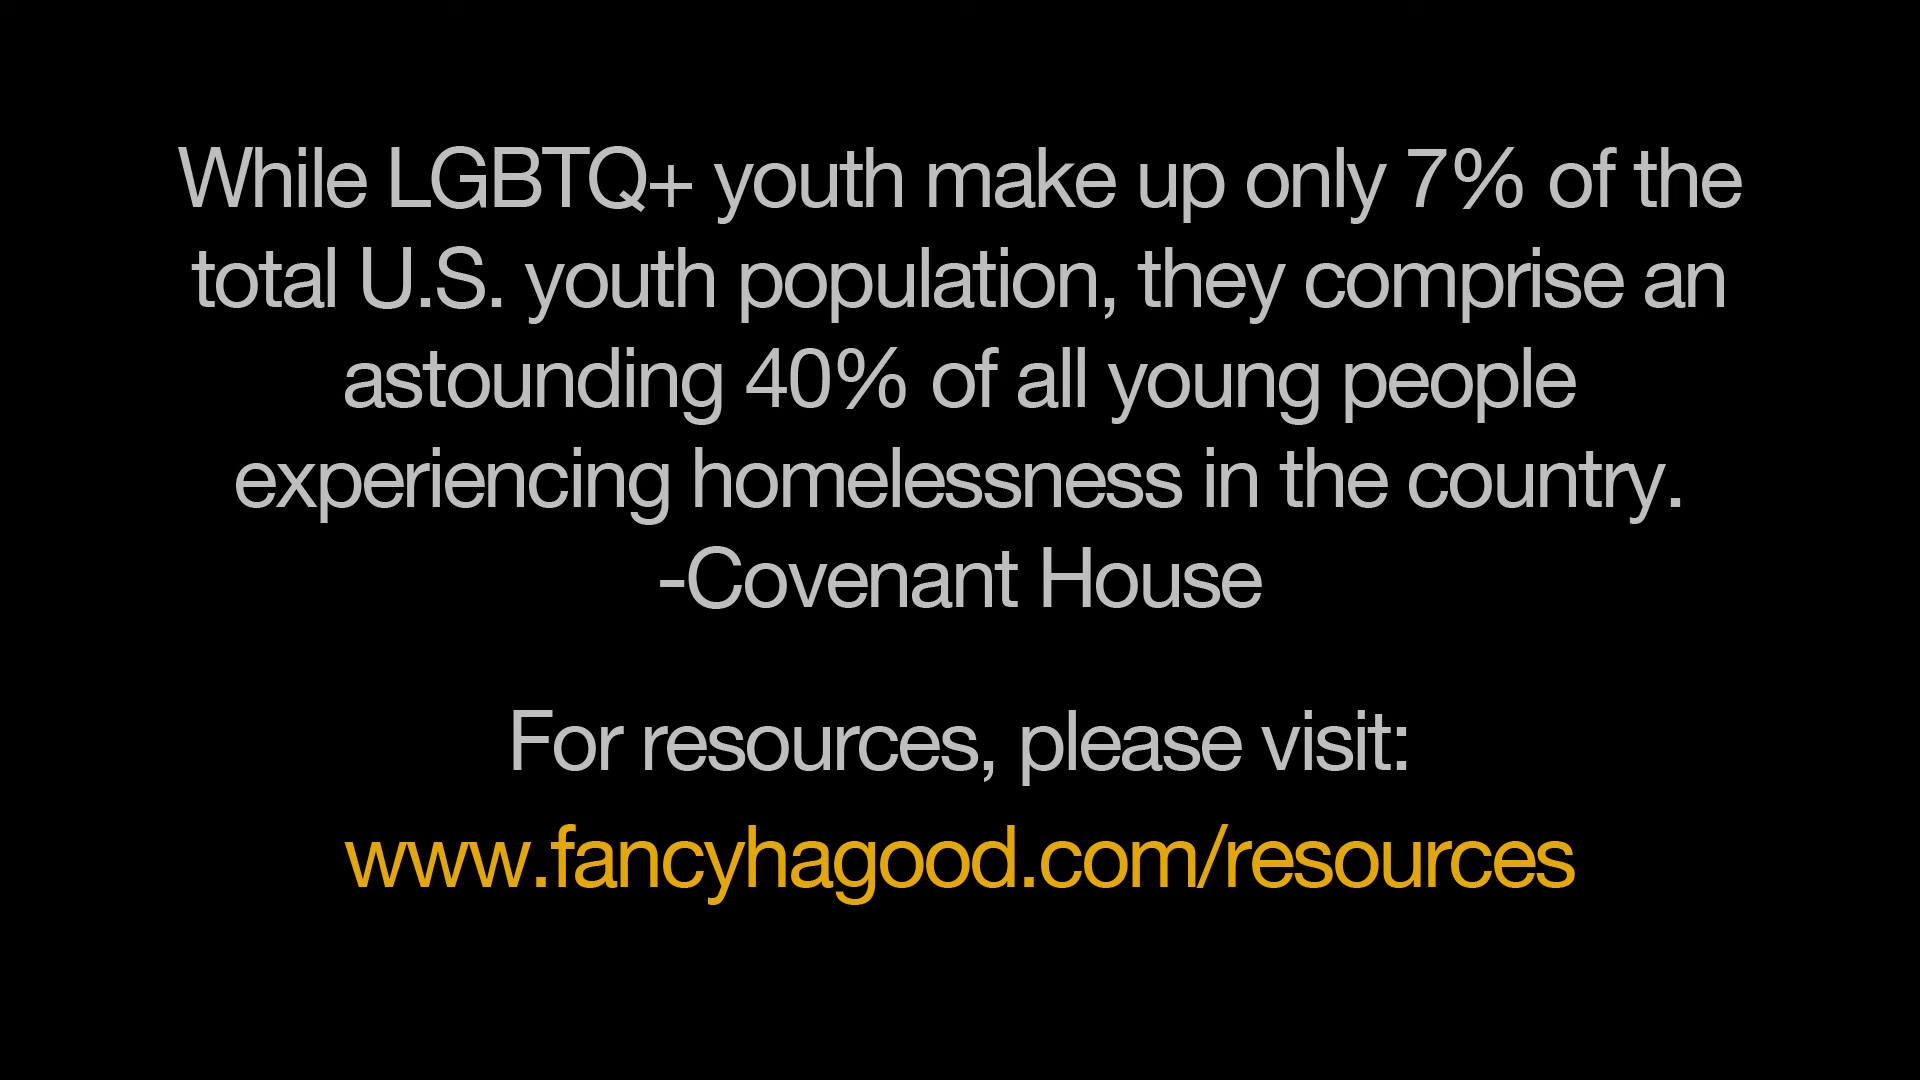 While LGBTQ+ youth make up only 7% of the
total U.S. youth population, they comprise an
astounding 40% of all young people
experiencing homelessness in the country.
-Covenant House
For resources, please visit:
www.fancyhagood.com/resources